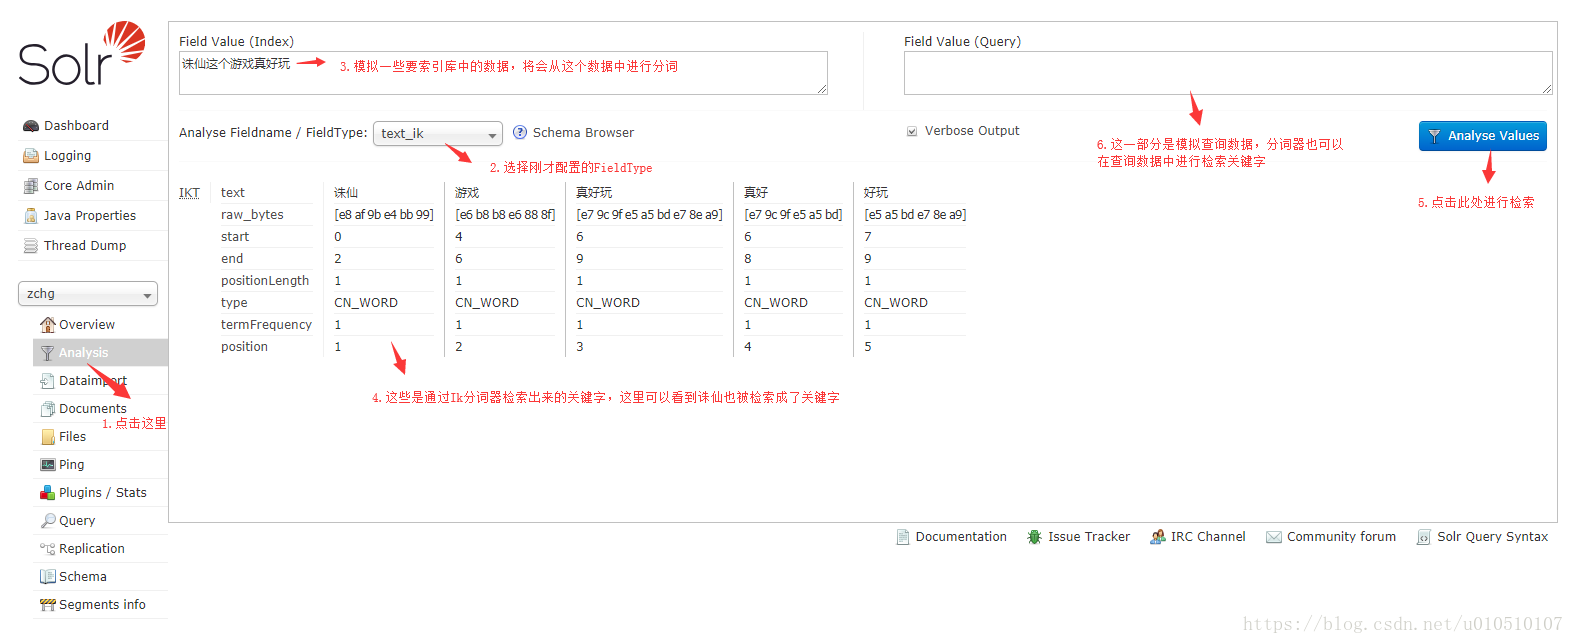 Solr
Dashboard
Logging
Core Admin
Java Properties
Thread Dump
zchg
Overview
Analysis
Dataimport
Documents
1.点击这里
Files
Ping
Plugins / Stats
Query
Replication
Schema
Segments info
Field Value (Index)
诛仙这个游戏真好玩
3.模拟一些要索引库中的数据，将会从这个数据中进行分词
Field Value (Query)
Analyse Fieldname / FieldType: text_ik ? Schema Browser
Verbose Output
Analyse Values
2.选择刚才配置的FieldType
6.这一部分是模拟查询数据，分词器也可以
在查询数据中进行检索关键字
5.点击此处进行检索
IKT text 诛仙 游戏 真好玩 真好 好玩
raw_bytes [e8 af 9b e4 bb 99] [e6 b8 b8 e6 88 8f] [e7 9c 9f e5 a5 bd e7 8e a9] [e7 9c 9f e5 a5 bd] [e5 a5 bd e7 8e a9]
start 0 4 6 6 7
end 2 6 9 8 9
positionLength 1 1 1 1 1
type CN_WORD CN_WORD CN_WORD CN_WORD CN_WORD
termFrequency 1 1 1 1 1
position 1 2 3 4 5
4.这些是通过Ik分词器检索出来的关键字，这里可以看到诛仙也被检索成了关键字
Documentation Issue Tracker IRC Channel Community forum Solr Query Syntax
https://blog.csdn.net/u010510107